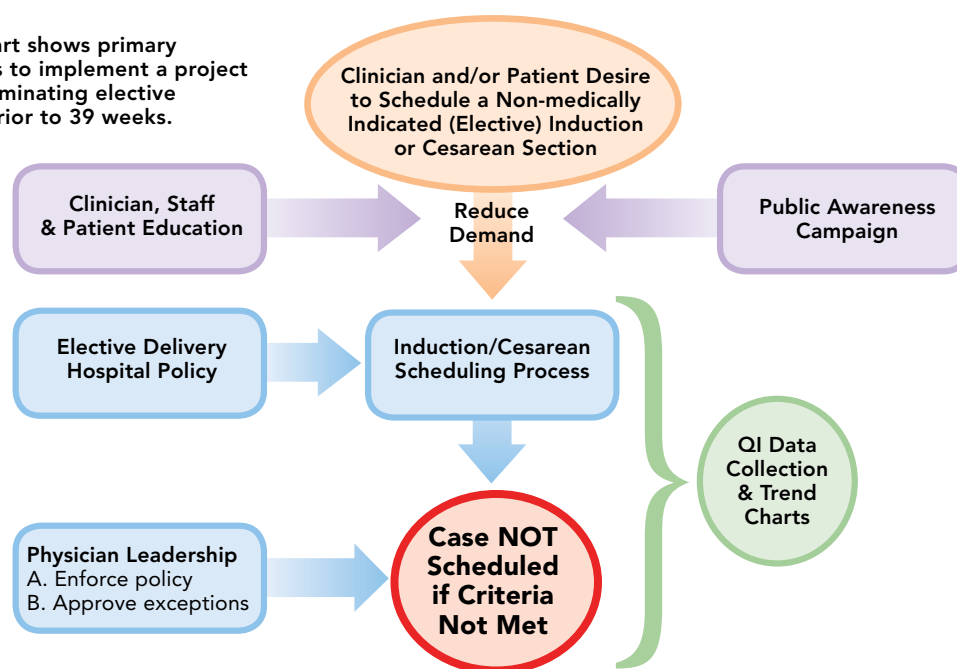 art shows primary
s to implement a project
minating elective
rior to 39 weeks.
Clinician and/or Patient Desire
to Schedule a Non-medically
Indicated (Elective) Induction
or Cesarean Section
Clinician, Staff
& Patient Education
Reduce
Demand
Public Awareness
Campaign
Elective Delivery
Hospital Policy
Induction/Cesarean
Scheduling Process
QI Data
Collection
& Trend
Charts
Physician Leadership
A. Enforce policy
B. Approve exceptions
Case NOT
Scheduled
if Criteria
Not Met